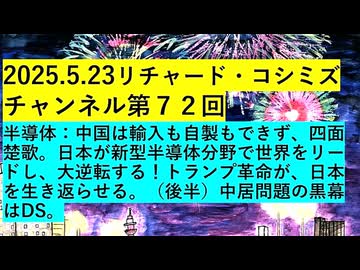 2025.5.23リチャード・コシミズ
チャンネル第７２回
半導体：中国は輸入も自製もできず、四面
楚歌。日本が新型半導体分野で世界をリー
ドし、大逆転する！トランプ革命が、日本
を生き返らせる。（後半）中居問題の黒幕
はDS。